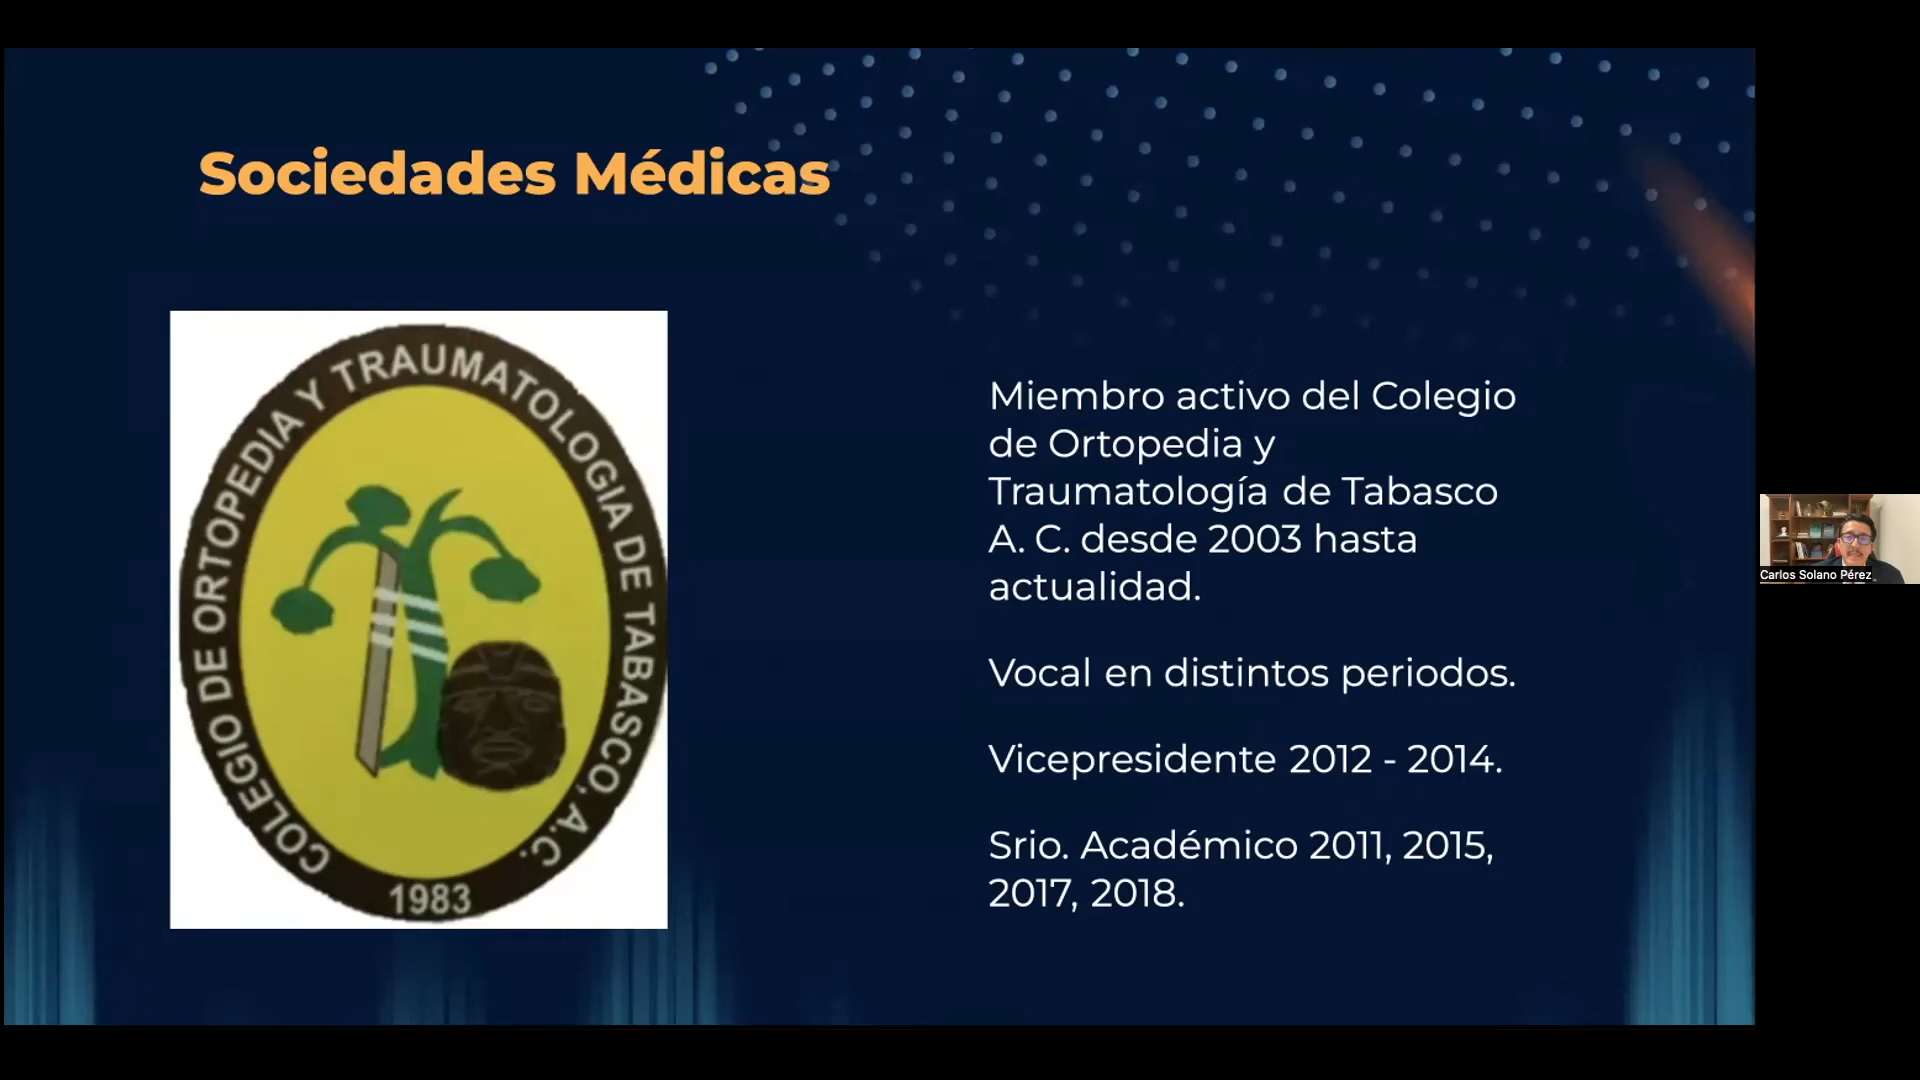 Sociedades Médicas
COLEGIO DE ORTOPEDIA Y TRAUMATOLOGIA DE TABASCO, A.C.
1983
Miembro activo del Colegio
de Ortopedia y
Traumatología de Tabasco
A. C. desde 2003 hasta
actualidad.
Vocal en distintos periodos.
Vicepresidente 2012 - 2014.
Srio. Académico 2011, 2015,
2017, 2018.
Carlos Solano Pérez